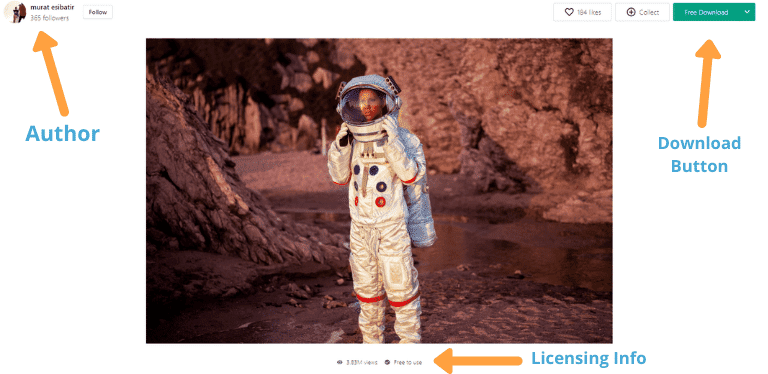 murat esibatir
365 followers
Follow
184 likes
Collect
Free Download
Author
Download
Button
3.83M views
Free to use
Licensing Info